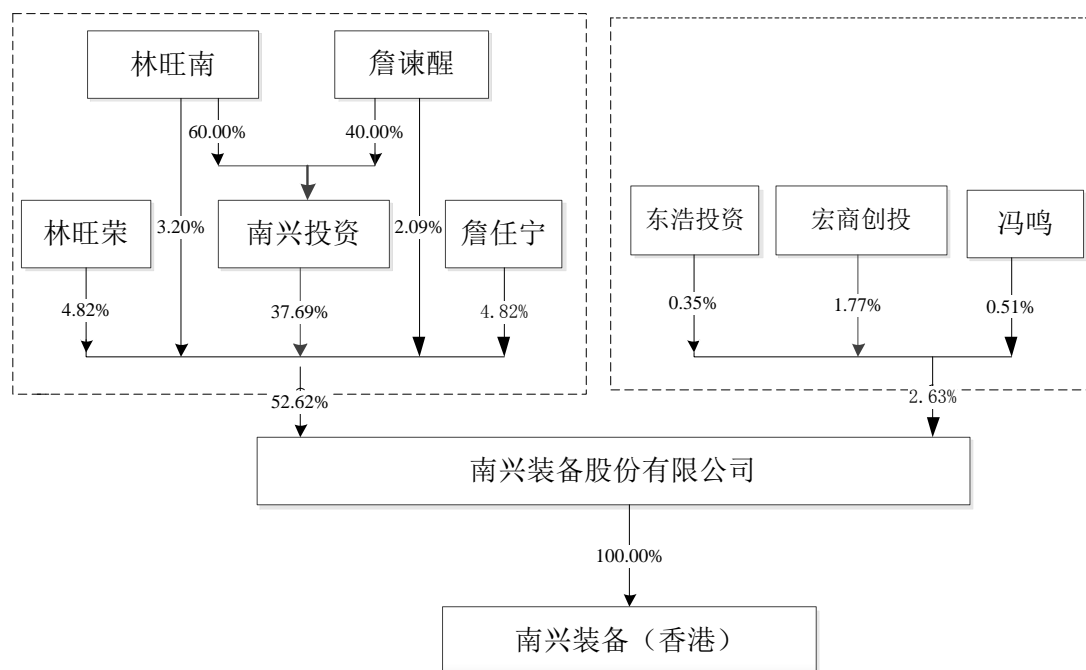 林旺南
詹谏醒
60.00%
40.00%
林旺荣
3.20%
南兴投资
2.09%
詹任宁
东浩投资
宏商创投
冯鸣
4.82%
37.69%
4.82%
0.35%
1.77%
0.51%
52.62%
2.63%
南兴装备股份有限公司
100.00%
南兴装备（香港）